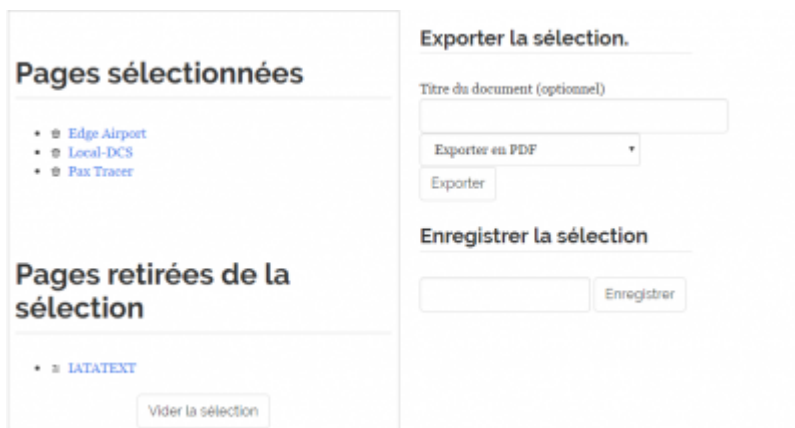 Pages sélectionnées
Edge Airport
Local-DCS
Pax Tracer
Pages retirées de la
sélection
IATATEXT
Vider la sélection
Exporter la sélection.
Titre du document (optionnel)
Exporter en PDF
Exporter
Enregistrer la sélection
Enregistrer